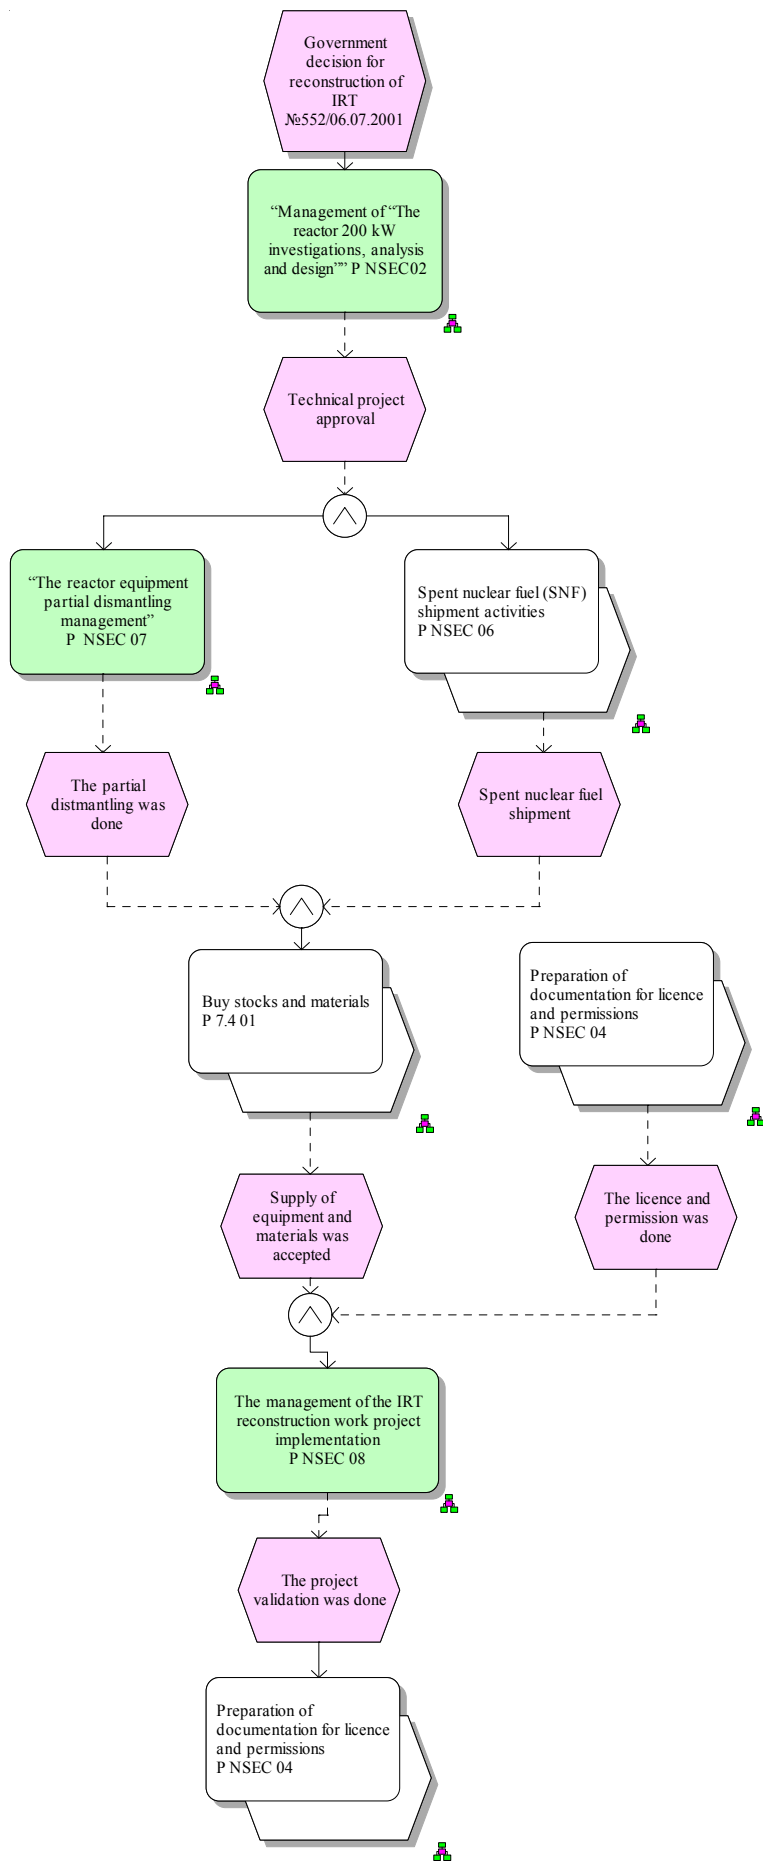 Government
decision for
reconstruction of
IRT
№552/06.07.2001
“Management of “The
reactor 200 kW
investigations, analysis
and design”” P NSEC02
Technical project
approval
“The reactor equipment
partial dismantling
management”
P NSEC 07
Spent nuclear fuel (SNF)
shipment activities
P NSEC 06
The partial
distmantling was
done
Spent nuclear fuel
shipment
Buy stocks and materials
P 7.4 01
Preparation of
documentation for licence
and permissions
P NSEC 04
Supply of
equipment and
materials was
accepted
The licence and
permission was
done
The management of the IRT
reconstruction work project
implementation
P NSEC 08
The project
validation was done
Preparation of
documentation for licence
and permissions
P NSEC 04